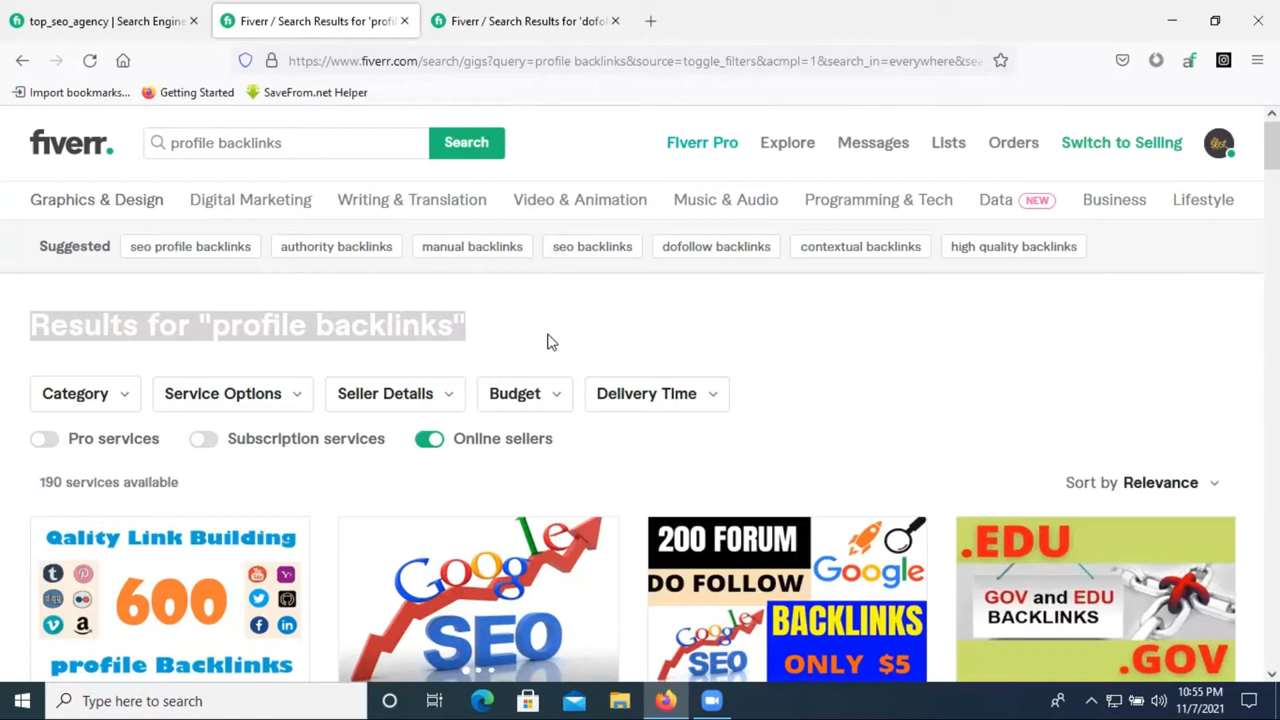 top_seo_agency | Search Engine
Fiverr / Search Results for 'profil
Fiverr / Search Results for 'dofol
https://www.fiverr.com/search/gigs?query=profile backlinks&source=toggle_filters&acmpl=1&search_in=everywhere&sea
Import bookmarks...
Getting Started
SaveFrom.net Helper
fiverr.
profile backlinks
Search
Fiverr Pro
Explore
Messages
Lists
Orders
Switch to Selling
Graphics & Design
Digital Marketing
Writing & Translation
Video & Animation
Music & Audio
Programming & Tech
Data NEW
Business
Lifestyle
Suggested
seo profile backlinks
authority backlinks
manual backlinks
seo backlinks
dofollow backlinks
contextual backlinks
high quality backlinks
Results for "profile backlinks"
Category
Service Options
Seller Details
Budget
Delivery Time
Pro services
Subscription services
Online sellers
190 services available
Sort by Relevance
Qality Link Building
600
profile Backlinks
Google
SEO
200 FORUM
DO FOLLOW
Google
BACKLINKS
SEO
ONLY $5
.EDU
GOV and EDU
BACKLINKS
.GOV
Type here to search
10:55 PM
11/7/2021